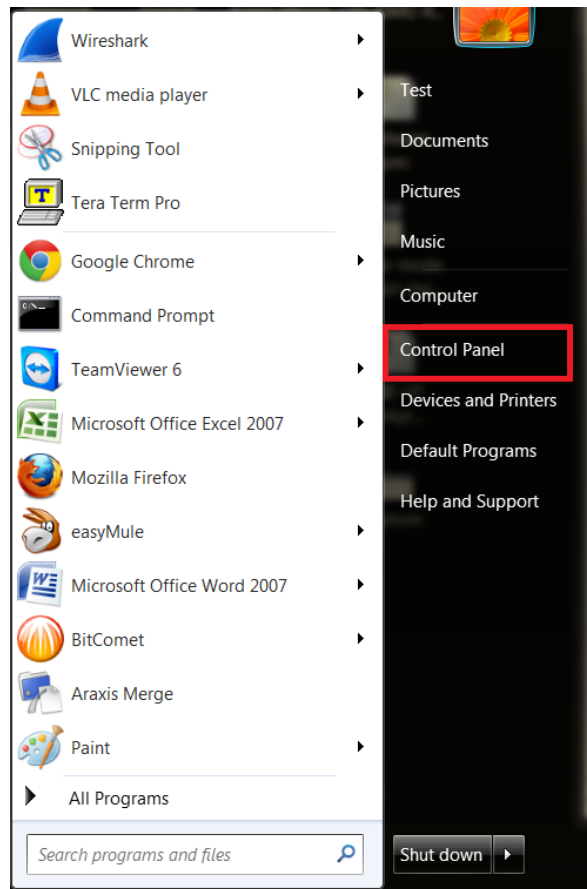 Wireshark
VLC media player
Snipping Tool
Tera Term Pro
Google Chrome
Command Prompt
TeamViewer 6
Microsoft Office Excel 2007
Mozilla Firefox
easyMule
Microsoft Office Word 2007
BitComet
Araxis Merge
Paint
All Programs
Search programs and files
Test
Documents
Pictures
Music
Computer
Control Panel
Devices and Printers
Default Programs
Help and Support
Shut down